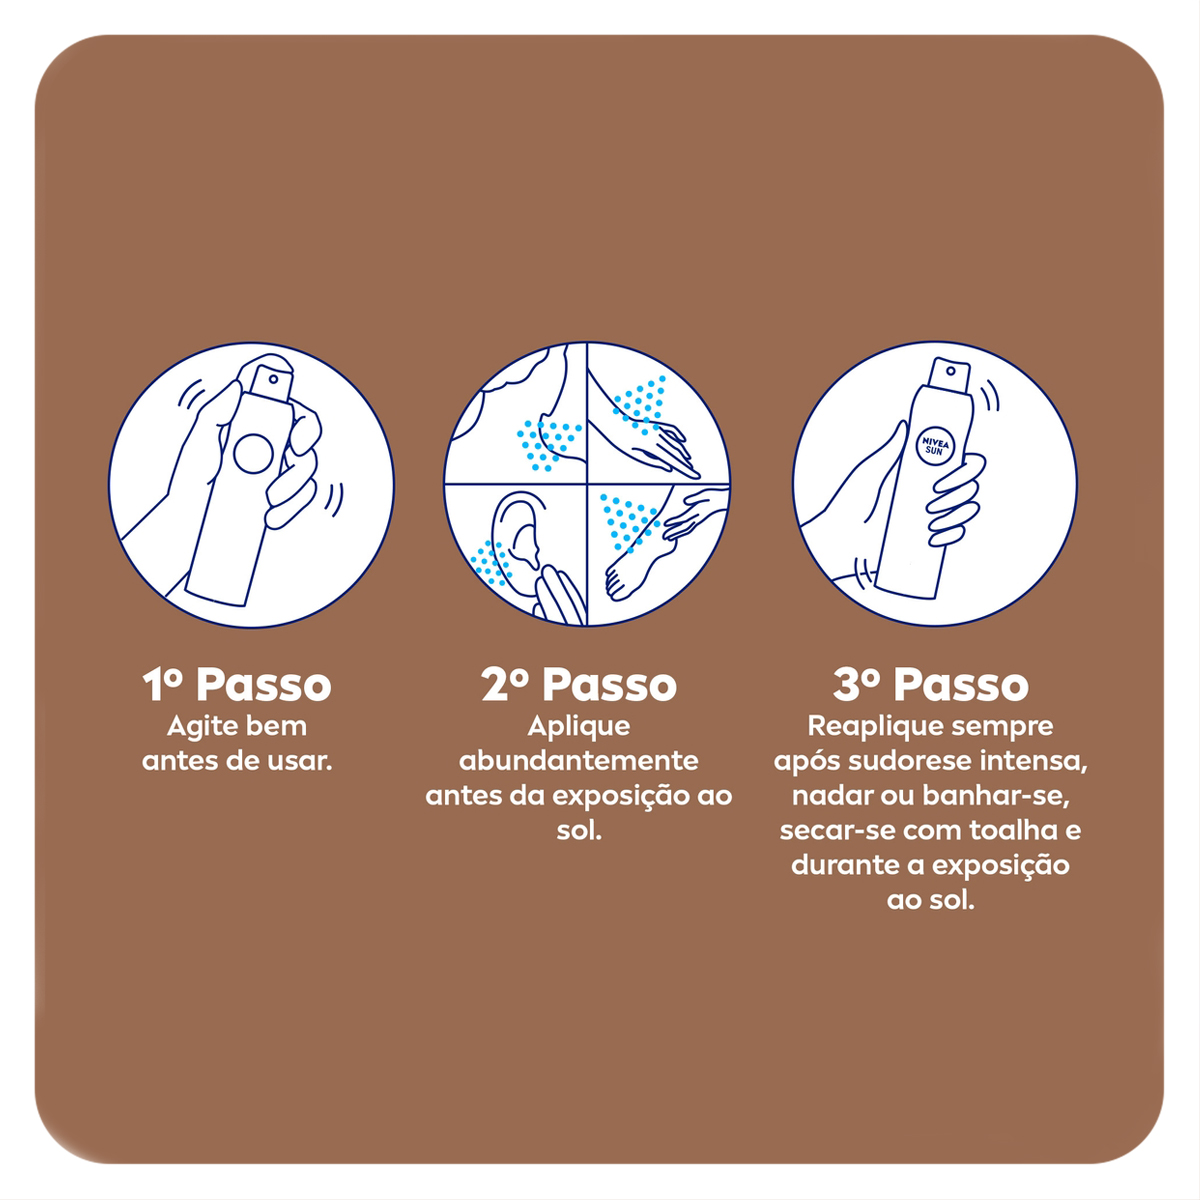 NIVEA
SUN
1º Passo
Agite bem
antes de usar.
2º Passo
Aplique
abundantemente
antes da exposição ao
sol.
3º Passo
Reaplique sempre
após sudorese intensa,
nadar ou banhar-se,
secar-se com toalha e
durante a exposição
ao sol.